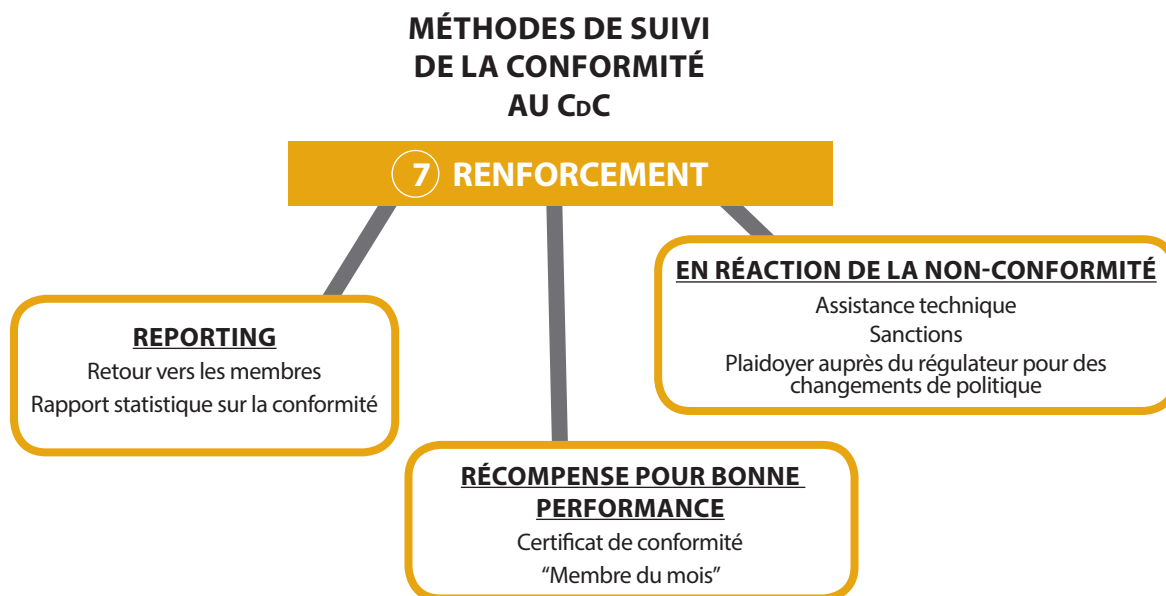 MÉTHODES DE SUIVI
DE LA CONFORMITÉ
AU CDC
7 RENFORCEMENT
REPORTING
Retour vers les membres
Rapport statistique sur la conformité
RÉCOMPENSE POUR BONNE
PERFORMANCE
Certificat de conformité
“Membre du mois”
EN RÉACTION DE LA NON-CONFORMITÉ
Assistance technique
Sanctions
Plaidoyer auprès du régulateur pour des
changements de politique